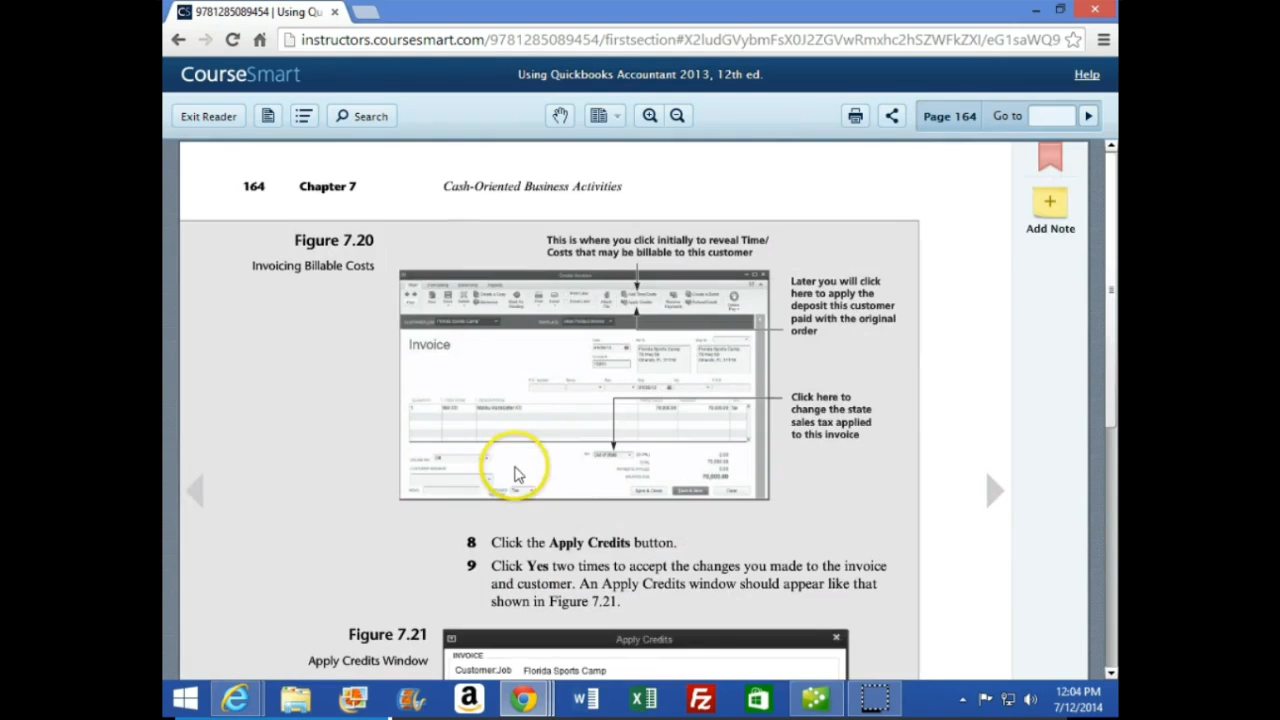 9781285089454 | Using Qu
instructors.coursesmart.com/9781285089454/firstsection#X2ludGVybmFsX0J2ZGVwRmxhc2hSZWFkZXI/eG1saWQ9
CourseSmart
Using Quickbooks Accountant 2013, 12th ed.
Help
Exit Reader
Search
Page 164
Go to
164 Chapter 7 Cash-Oriented Business Activities
Figure 7.20
Invoicing Billable Costs
This is where you click initially to reveal Time/
Costs that may be billable to this customer
Later you will click
here to apply the
deposit this customer
paid with the original
order
Click here to
change the state
sales tax applied
to this invoice
Add Note
Invoice
8 Click the Apply Credits button.
9 Click Yes two times to accept the changes you made to the invoice
and customer. An Apply Credits window should appear like that
shown in Figure 7.21.
Figure 7.21
Apply Credits Window
Apply Credits
INVOICE
Customer:Job Florida Sports Camp
12:04 PM
7/12/2014